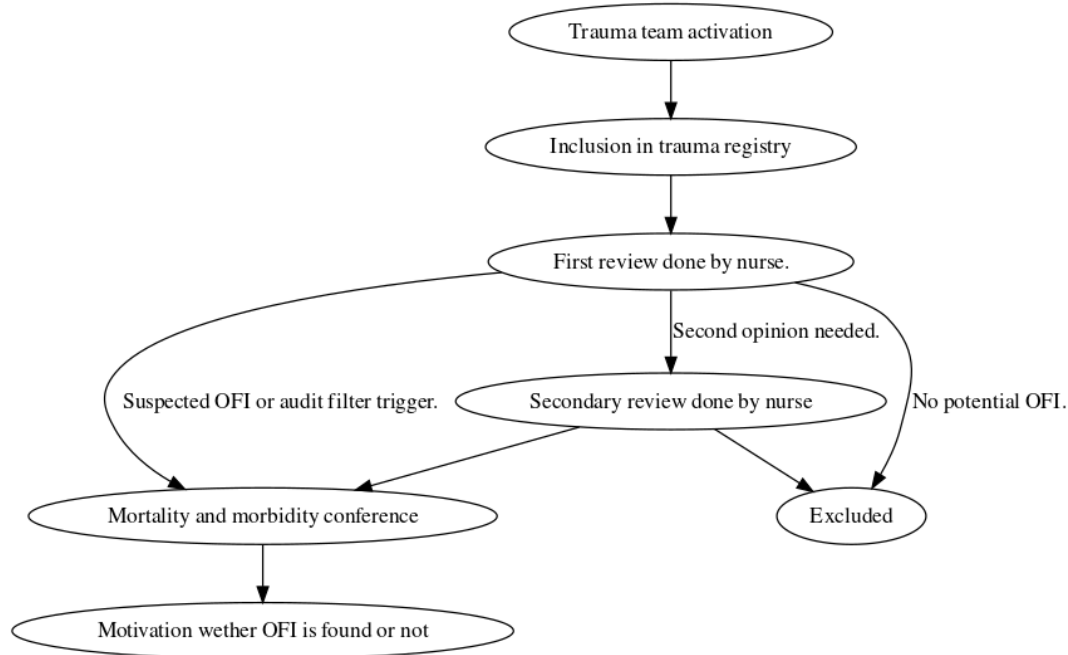 Trauma team activation
Inclusion in trauma registry
First review done by nurse.
Second opinion needed.
Suspected OFI or audit filter trigger.
Secondary review done by nurse
No potential OFI.
Mortality and morbidity conference
Excluded
Motivation wether OFI is found or not